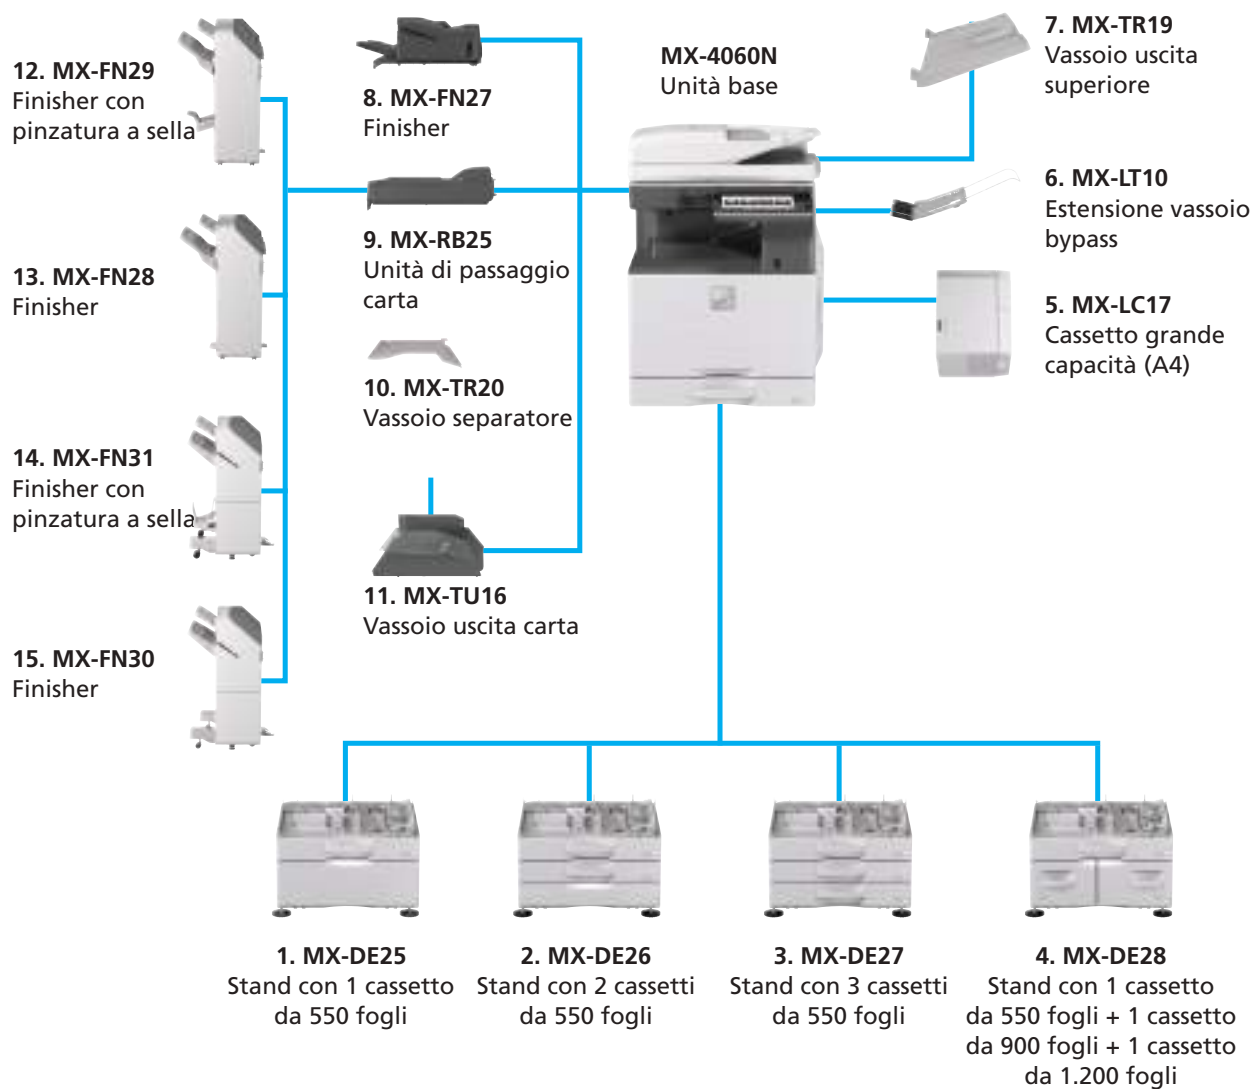 12. MX-FN29
Finisher con
pinzatura a sella
13. MX-FN28
Finisher
14. MX-FN31
Finisher con
pinzatura a sella
15. MX-FN30
Finisher
8. MX-FN27
Finisher
9. MX-RB25
Unità di passaggio
carta
10. MX-TR20
Vassoio separatore
11. MX-TU16
Vassoio uscita carta
MX-4060N
Unità base
7. MX-TR19
Vassoio uscita
superiore
6. MX-LT10
Estensione vassoio
bypass
5. MX-LC17
Cassetto grande
capacità (A4)
1. MX-DE25
Stand con 1 cassetto
da 550 fogli
2. MX-DE26
Stand con 2 cassetti
da 550 fogli
3. MX-DE27
Stand con 3 cassetti
da 550 fogli
4. MX-DE28
Stand con 1 cassetto
da 550 fogli + 1 cassetto
da 900 fogli + 1 cassetto
da 1.200 fogli